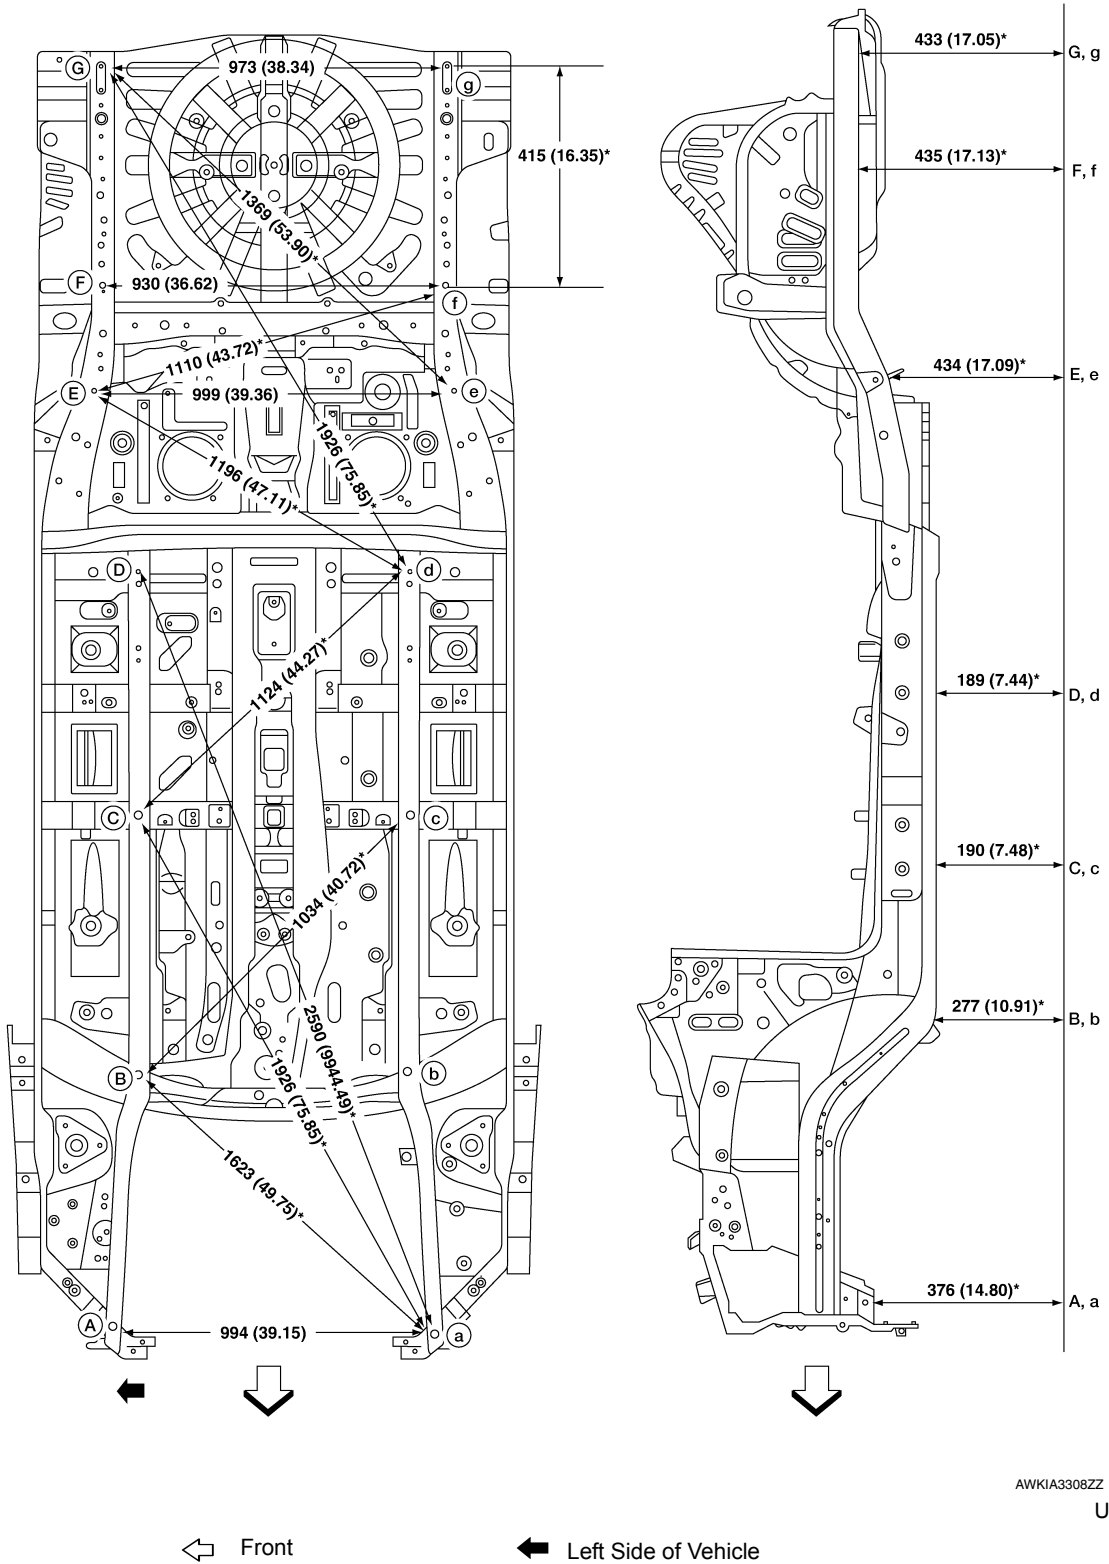 433 (17.05)*
G, g
G
973 (38.34)
g
415 (16.35)*
435 (17.13)*
F, f
1369 (53.90)*
F
930 (36.62)
f
1110 (43.72)*
434 (17.09)*
E, e
E
999 (39.36)
e
1926 (75.85)*
1196 (47.11)*
D
d
1124 (44.27)*
189 (7.44)*
D, d
C
c
190 (7.48)*
C, c
1034 (40.72)*
277 (10.91)*
B, b
2590 (9944.49)*
B
b
1926 (75.85)*
1623 (49.75)*
376 (14.80)*
A, a
A
994 (39.15)
a
AWKIA3308ZZ
U
Front
Left Side of Vehicle